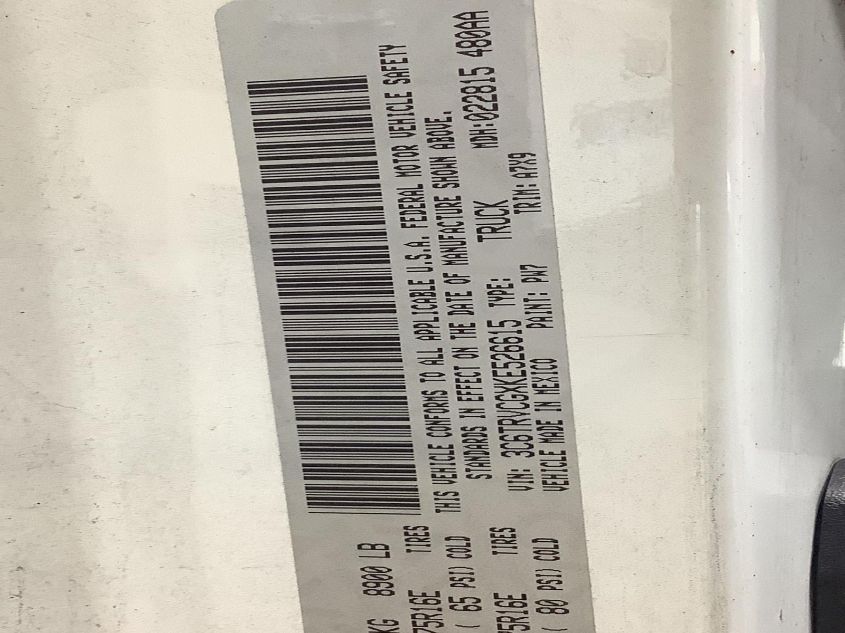 KG 8900 LB
75R16E TIRES
( 65 PSI) COLD
75R16E TIRES
( 80 PSI) COLD
THIS VEHICLE CONFORMS TO ALL APPLICABLE U.S.A. FEDERAL MOTOR VEHICLE SAFETY
STANDARDS IN EFFECT ON THE DATE OF MANUFACTURE SHOWN ABOVE.
VIN: 3C6TRVCGXKE526615 TYPE: TRUCK MDH:022815 480AA
VEHICLE MADE IN MEXICO PAINT: PW7 TRIM: A7X9